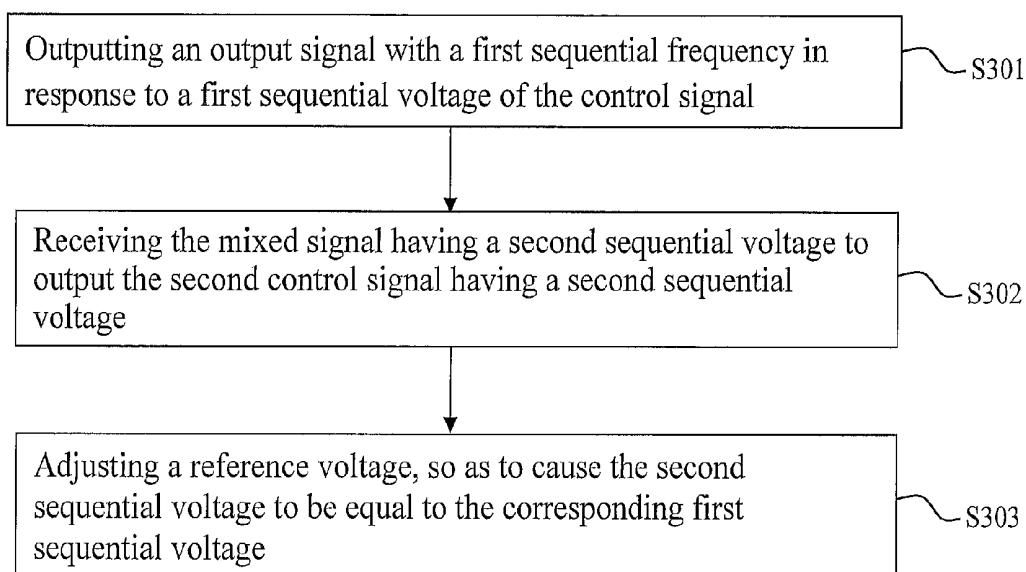 Outputting an output signal with a first sequential frequency in
response to a first sequential voltage of the control signal
S301
Receiving the mixed signal having a second sequential voltage to
output the second control signal having a second sequential
voltage
S302
Adjusting a reference voltage, so as to cause the second
sequential voltage to be equal to the corresponding first
sequential voltage
S303